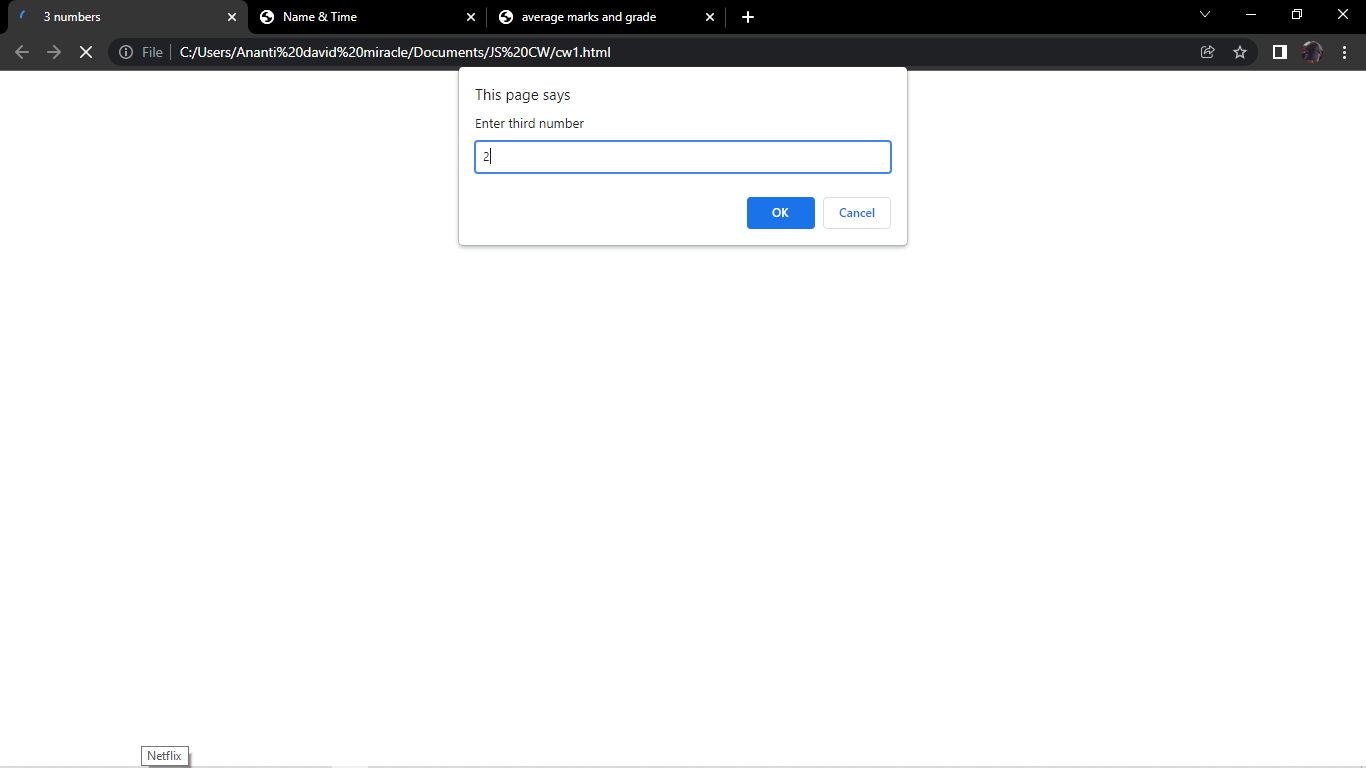 3 numbers
Name & Time
average marks and grade
File
C:/Users/Ananti%20david%20miracle/Documents/JS%20CW/cw1.html
This page says
Enter third number
2
OK
Cancel
Netflix